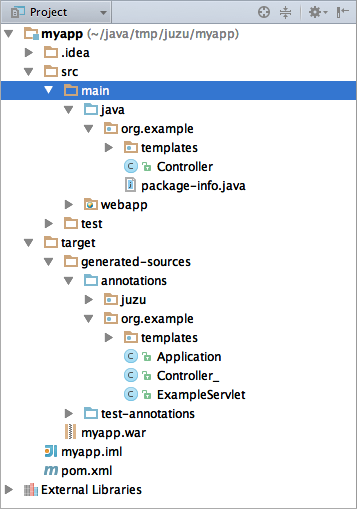 Project
myapp (~/java/tmp/juzu/myapp)
.idea
src
main
java
org.example
templates
Controller
package-info.java
webapp
test
target
generated-sources
annotations
juzu
org.example
templates
Application
Controller_
ExampleServlet
test-annotations
myapp.war
myapp.iml
pom.xml
External Libraries